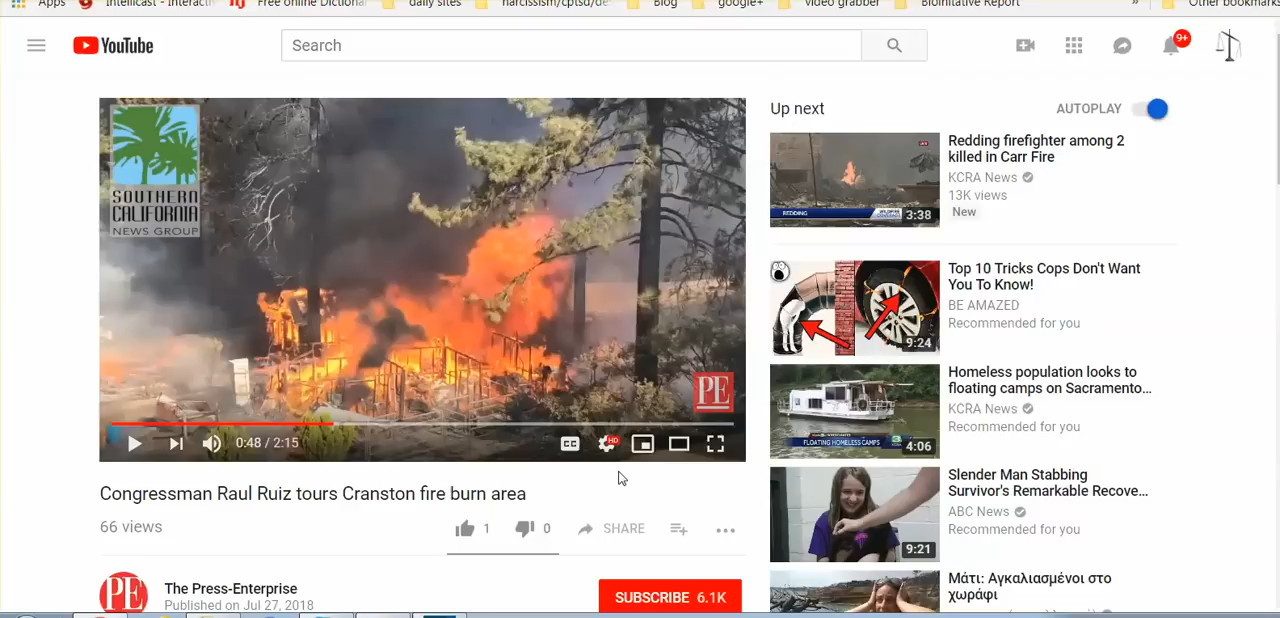 Apps
Intellicast - Interacti
Free online Dictionar
daily sites
narcissism/cptsd/de
Blog
google+
video grabber
BioInitiative Report
»
Other bookmarks
YouTube
Search
9+
SOUTHERN
CALIFORNIA
NEWS GROUP
PE
0:48 / 2:15
CC
HD
Congressman Raul Ruiz tours Cranston fire burn area
66 views
1
0
SHARE
PE
The Press-Enterprise
Published on Jul 27, 2018
SUBSCRIBE 6.1K
Up next
AUTOPLAY
REDDING
3:38
Redding firefighter among 2
killed in Carr Fire
KCRA News
13K views
New
9:24
Top 10 Tricks Cops Don't Want
You To Know!
BE AMAZED
Recommended for you
FLOATING HOMELESS CAMPS
4:06
Homeless population looks to
floating camps on Sacramento...
KCRA News
Recommended for you
9:21
Slender Man Stabbing
Survivor's Remarkable Recove...
ABC News
Recommended for you
Μάτι: Αγκαλιασμένοι στο
χωράφι